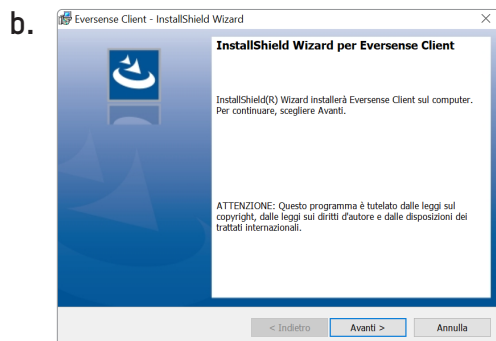 b.
Eversense Client - InstallShield Wizard
InstallShield Wizard per Eversense Client
InstallShield(R) Wizard installerà Eversense Client sul computer.
Per continuare, scegliere Avanti.
ATTENZIONE: Questo programma è tutelato dalle leggi sul
copyright, dalle leggi sui diritti d'autore e dalle disposizioni dei
trattati internazionali.
< Indietro
Avanti >
Annulla